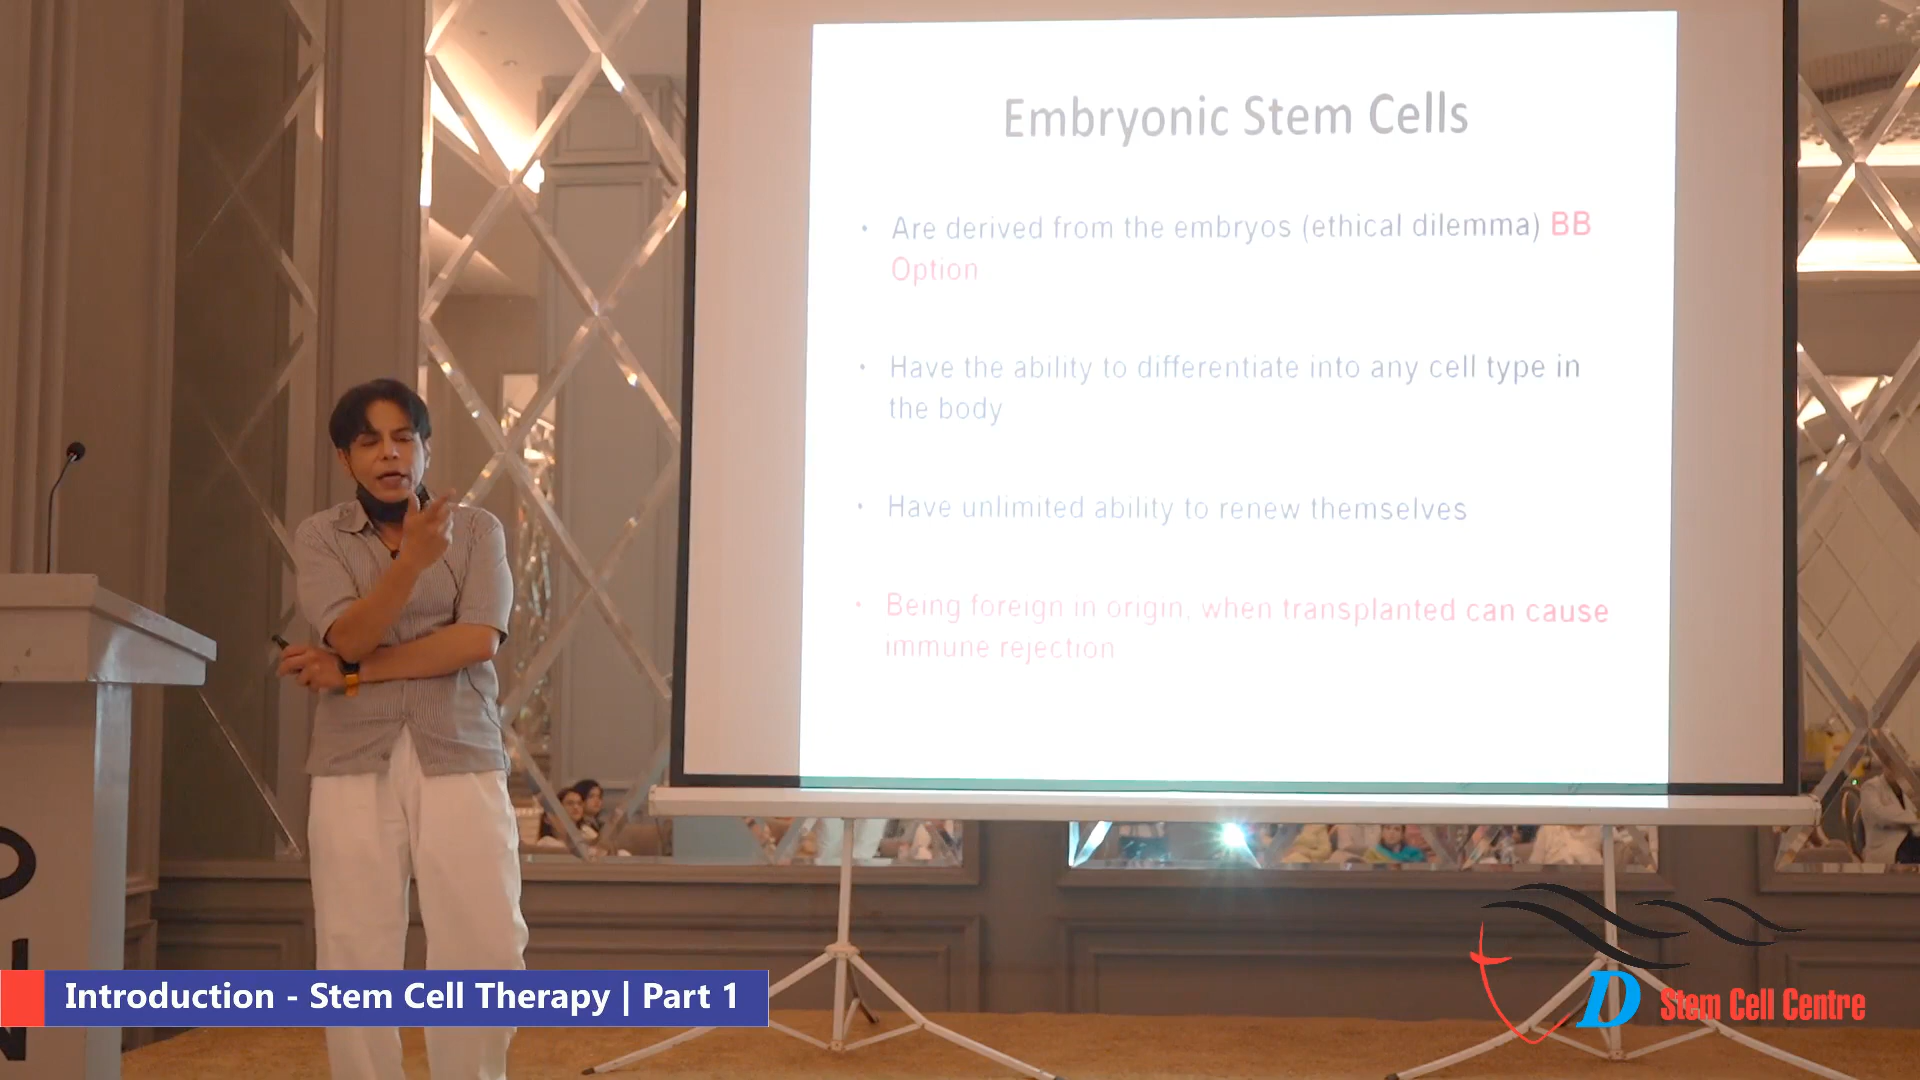 Embryonic Stem Cells
• Are derived from the embryos (ethical dilemma) BB
Option
• Have the ability to differentiate into any cell type in
the body
• Have unlimited ability to renew themselves
• Being foreign in origin, when transplanted can cause
immune rejection
Introduction - Stem Cell Therapy | Part 1
D Stem Cell Centre